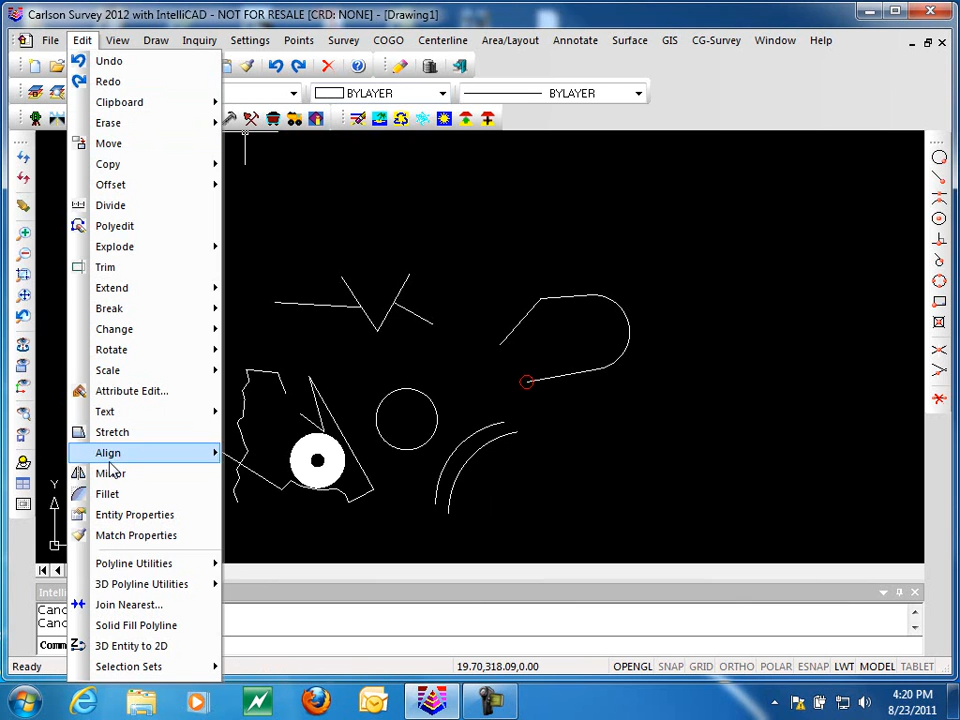 Carlson Survey 2012 with IntelliCAD - NOT FOR RESALE [CRD: NONE] - [Drawing1]
File Edit View Draw Inquiry Settings Points Survey COGO Centerline Area/Layout Annotate Surface GIS CG-Survey Window Help
BYLAYER BYLAYER
Undo
Redo
Clipboard
Erase
Move
Copy
Offset
Divide
Polyedit
Explode
Trim
Extend
Break
Change
Rotate
Scale
Attribute Edit...
Text
Stretch
Align
Mirror
Fillet
Entity Properties
Match Properties
Polyline Utilities
3D Polyline Utilities
Join Nearest...
Solid Fill Polyline
3D Entity to 2D
Selection Sets
Y
Ready 19.70,318.09,0.00 OPENGL SNAP GRID ORTHO POLAR ESNAP LWT MODEL TABLET
4:20 PM
8/23/2011